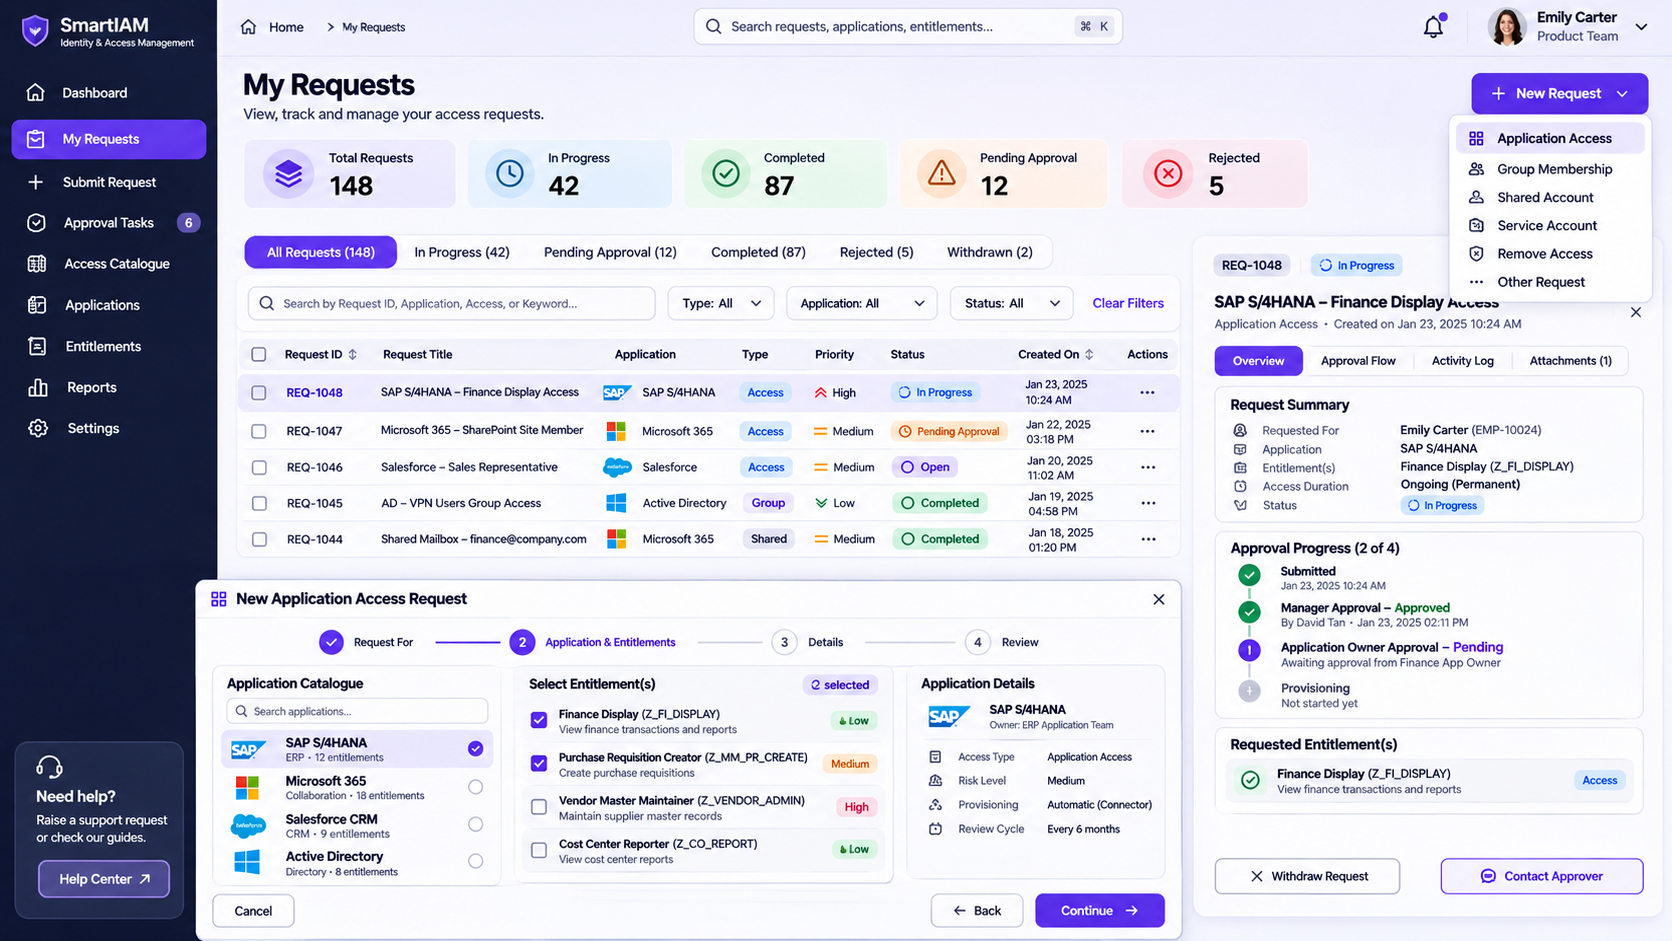 SmartIAM
Identity & Access Management
Dashboard
My Requests
Submit Request
Approval Tasks 6
Access Catalogue
Applications
Entitlements
Reports
Settings
Need help?
Raise a support request
or check our guides.
Help Center
Home > My Requests
Search requests, applications, entitlements... ⌘ K
Emily Carter
Product Team
My Requests
View, track and manage your access requests.
+ New Request
Application Access
Group Membership
Shared Account
Service Account
Remove Access
Other Request
Total Requests
148
In Progress
42
Completed
87
Pending Approval
12
Rejected
5
All Requests (148) In Progress (42) Pending Approval (12) Completed (87) Rejected (5) Withdrawn (2)
Search by Request ID, Application, Access, or Keyword... Type: All Application: All Status: All Clear Filters
Request ID Request Title Application Type Priority Status Created On Actions
REQ-1048 SAP S/4HANA – Finance Display Access SAP SAP S/4HANA Access High In Progress Jan 23, 2025
10:24 AM
REQ-1047 Microsoft 365 – SharePoint Site Member Microsoft 365 Access Medium Pending Approval Jan 22, 2025
03:18 PM
REQ-1046 Salesforce – Sales Representative salesforce Salesforce Access Medium Open Jan 20, 2025
11:02 AM
REQ-1045 AD – VPN Users Group Access Active Directory Group Low Completed Jan 19, 2025
04:58 PM
REQ-1044 Shared Mailbox – finance@company.com Microsoft 365 Shared Medium Completed Jan 18, 2025
01:20 PM
New Application Access Request
Request For 2 Application & Entitlements 3 Details 4 Review
Application Catalogue
Search applications...
SAP SAP S/4HANA
ERP • 12 entitlements
Microsoft 365
Collaboration • 18 entitlements
salesforce Salesforce CRM
CRM • 9 entitlements
Active Directory
Directory • 8 entitlements
Select Entitlement(s) selected
Finance Display (Z_FI_DISPLAY) Low
View finance transactions and reports
Purchase Requisition Creator (Z_MM_PR_CREATE) Medium
Create purchase requisitions
Vendor Master Maintainer (Z_VENDOR_ADMIN) High
Maintain supplier master records
Cost Center Reporter (Z_CO_REPORT) Low
View cost center reports
Application Details
SAP SAP S/4HANA
Owner: ERP Application Team
Access Type Application Access
Risk Level Medium
Provisioning Automatic (Connector)
Review Cycle Every 6 months
Cancel
← Back
Continue →
REQ-1048 In Progress
SAP S/4HANA – Finance Display Access
Application Access • Created on Jan 23, 2025 10:24 AM
Overview Approval Flow Activity Log Attachments (1)
Request Summary
Requested For Emily Carter (EMP-10024)
Application SAP S/4HANA
Entitlement(s) Finance Display (Z_FI_DISPLAY)
Access Duration Ongoing (Permanent)
Status In Progress
Approval Progress (2 of 4)
Submitted
Jan 23, 2025 10:24 AM
Manager Approval – Approved
By David Tan • Jan 23, 2025 02:11 PM
Application Owner Approval – Pending
Awaiting approval from Finance App Owner
Provisioning
Not started yet
Requested Entitlement(s)
Finance Display (Z_FI_DISPLAY) Access
View finance transactions and reports
Withdraw Request
Contact Approver